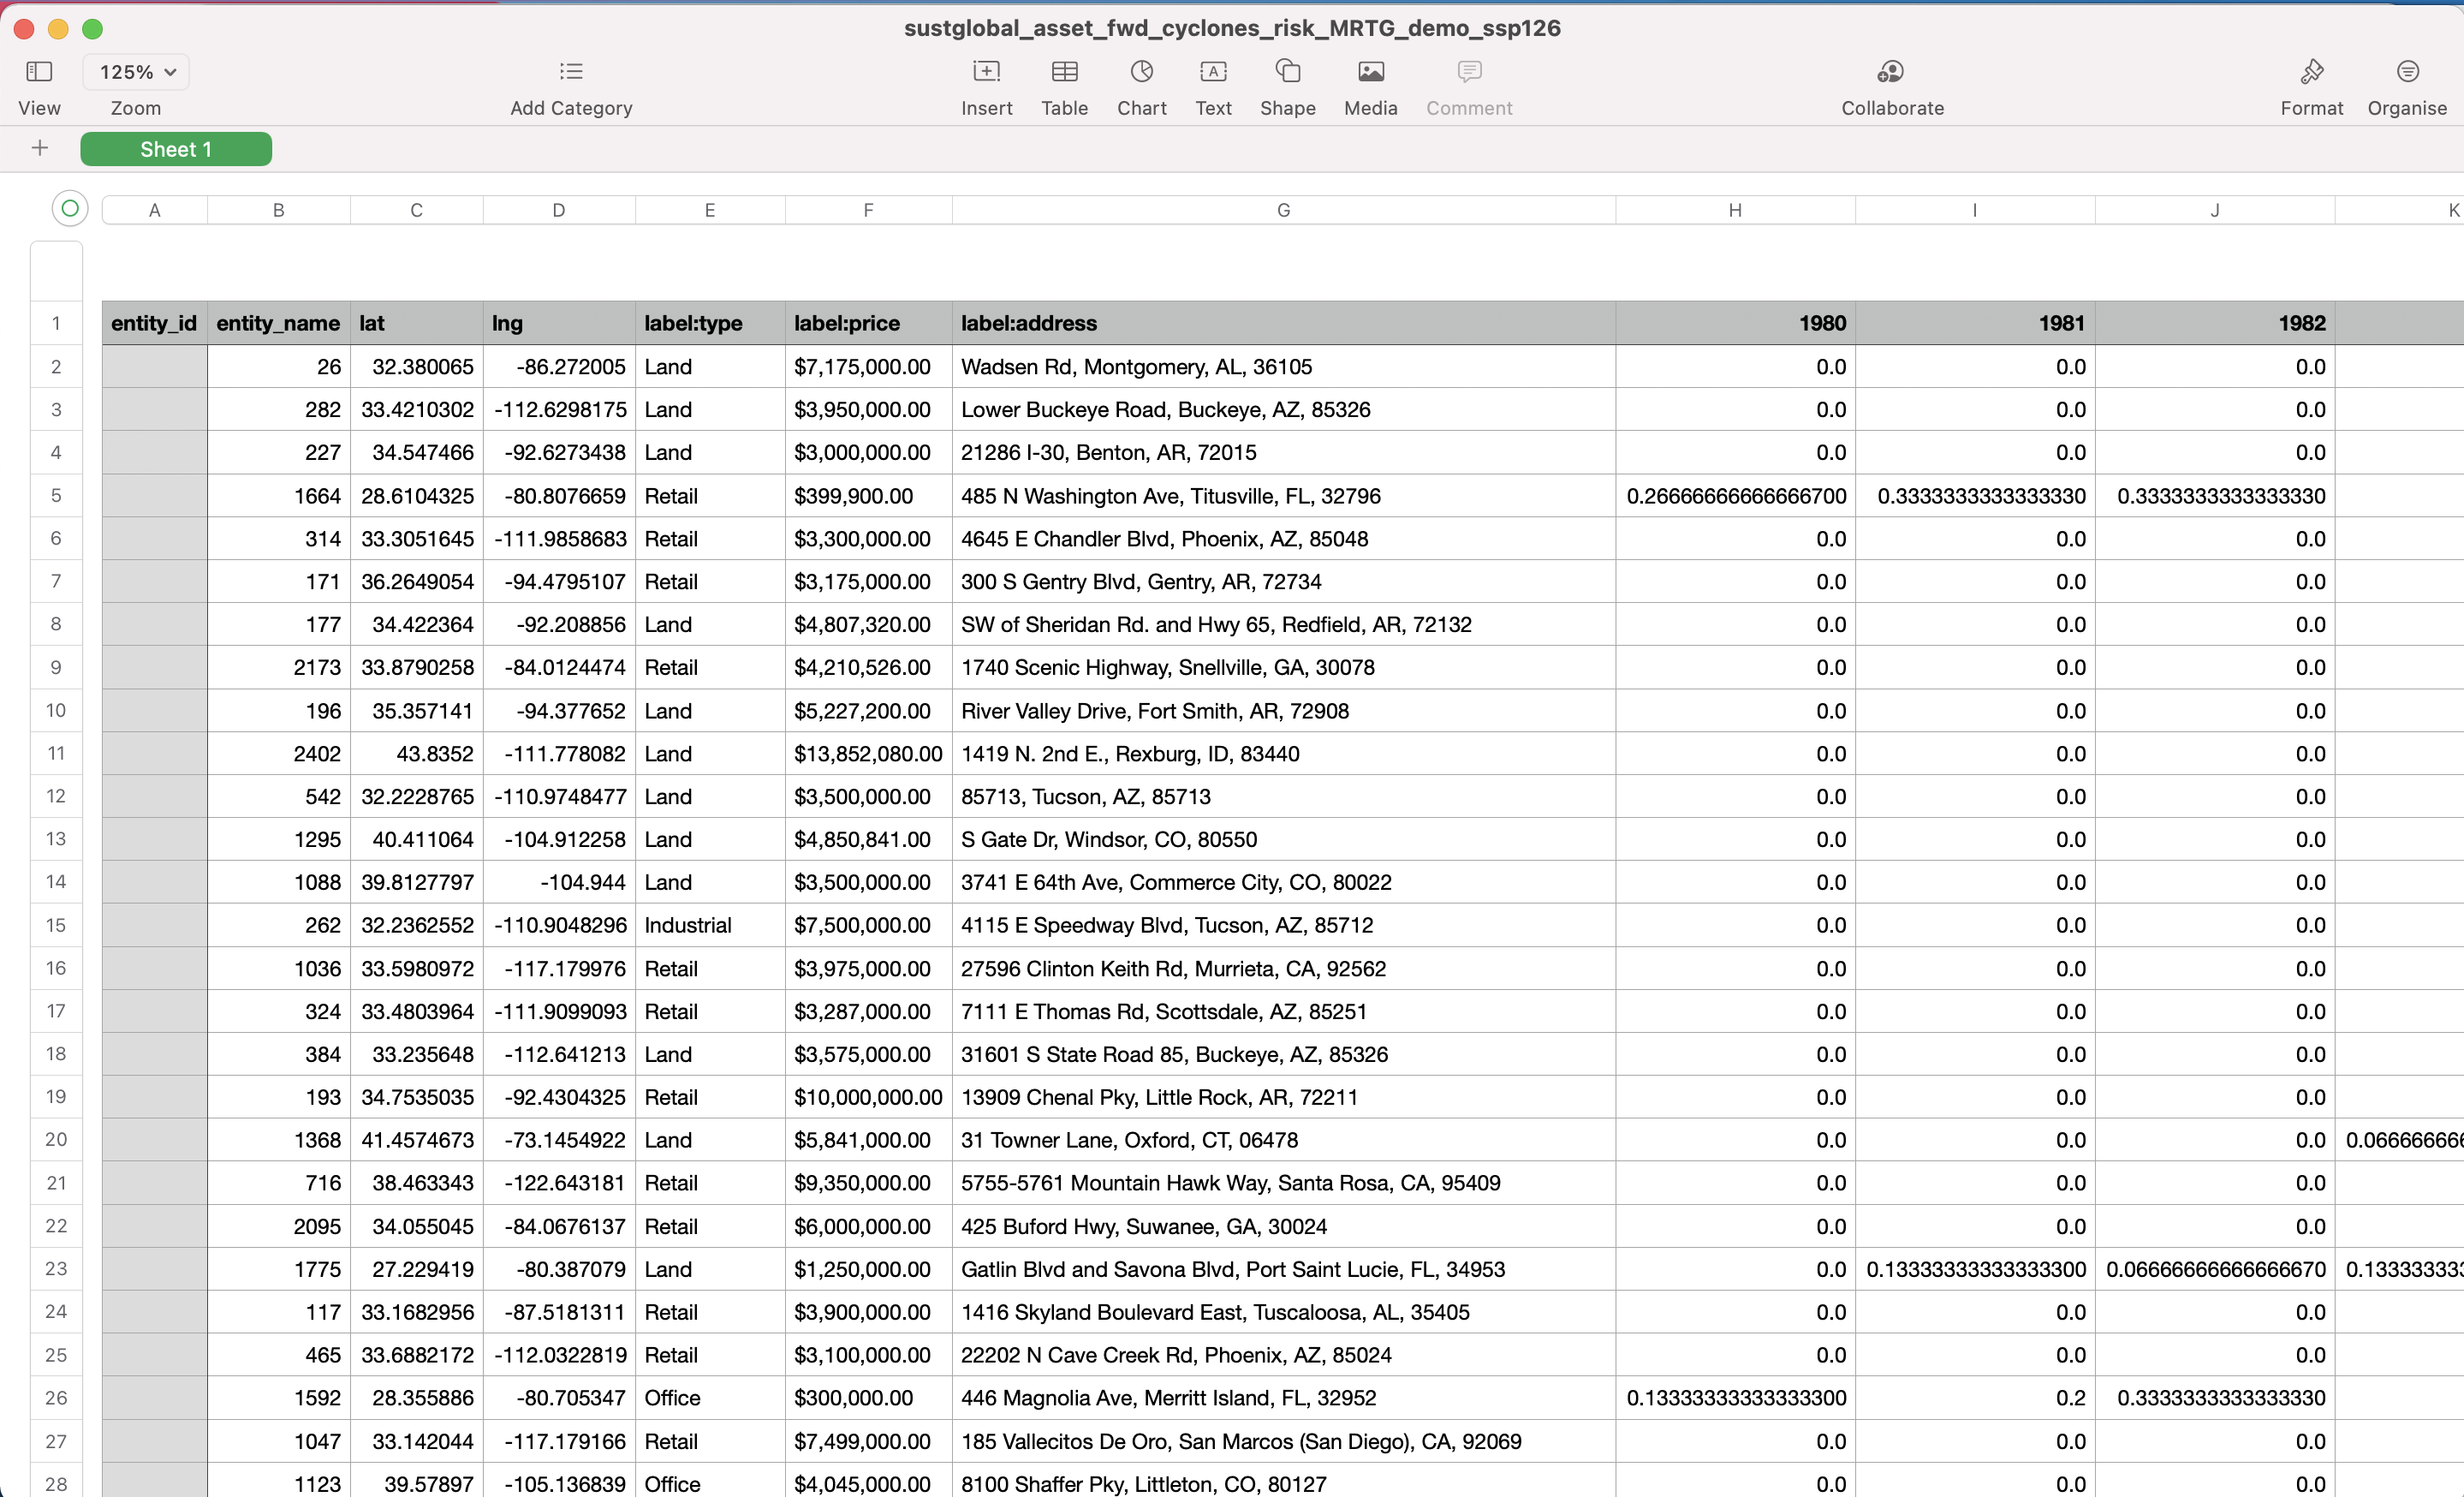 sustglobal_asset_fwd_cyclones_risk_MRTG_demo_ssp126
125%
View Zoom Add Category Insert Table Chart Text Shape Media Comment Collaborate Format Organise
Sheet 1
A B C D E F G H I J K
1 entity_id entity_name lat lng label:type label:price label:address 1980 1981 1982
2 26 32.380065 -86.272005 Land $7,175,000.00 Wadsen Rd, Montgomery, AL, 36105 0.0 0.0 0.0
3 282 33.4210302 -112.6298175 Land $3,950,000.00 Lower Buckeye Road, Buckeye, AZ, 85326 0.0 0.0 0.0
4 227 34.547466 -92.6273438 Land $3,000,000.00 21286 I-30, Benton, AR, 72015 0.0 0.0 0.0
5 1664 28.6104325 -80.8076659 Retail $399,900.00 485 N Washington Ave, Titusville, FL, 32796 0.26666666666666700 0.3333333333333330 0.3333333333333330
6 314 33.3051645 -111.9858683 Retail $3,300,000.00 4645 E Chandler Blvd, Phoenix, AZ, 85048 0.0 0.0 0.0
7 171 36.2649054 -94.4795107 Retail $3,175,000.00 300 S Gentry Blvd, Gentry, AR, 72734 0.0 0.0 0.0
8 177 34.422364 -92.208856 Land $4,807,320.00 SW of Sheridan Rd. and Hwy 65, Redfield, AR, 72132 0.0 0.0 0.0
9 2173 33.8790258 -84.0124474 Retail $4,210,526.00 1740 Scenic Highway, Snellville, GA, 30078 0.0 0.0 0.0
10 196 35.357141 -94.377652 Land $5,227,200.00 River Valley Drive, Fort Smith, AR, 72908 0.0 0.0 0.0
11 2402 43.8352 -111.778082 Land $13,852,080.00 1419 N. 2nd E., Rexburg, ID, 83440 0.0 0.0 0.0
12 542 32.2228765 -110.9748477 Land $3,500,000.00 85713, Tucson, AZ, 85713 0.0 0.0 0.0
13 1295 40.411064 -104.912258 Land $4,850,841.00 S Gate Dr, Windsor, CO, 80550 0.0 0.0 0.0
14 1088 39.8127797 -104.944 Land $3,500,000.00 3741 E 64th Ave, Commerce City, CO, 80022 0.0 0.0 0.0
15 262 32.2362552 -110.9048296 Industrial $7,500,000.00 4115 E Speedway Blvd, Tucson, AZ, 85712 0.0 0.0 0.0
16 1036 33.5980972 -117.179976 Retail $3,975,000.00 27596 Clinton Keith Rd, Murrieta, CA, 92562 0.0 0.0 0.0
17 324 33.4803964 -111.9099093 Retail $3,287,000.00 7111 E Thomas Rd, Scottsdale, AZ, 85251 0.0 0.0 0.0
18 384 33.235648 -112.641213 Land $3,575,000.00 31601 S State Road 85, Buckeye, AZ, 85326 0.0 0.0 0.0
19 193 34.7535035 -92.4304325 Retail $10,000,000.00 13909 Chenal Pky, Little Rock, AR, 72211 0.0 0.0 0.0
20 1368 41.4574673 -73.1454922 Land $5,841,000.00 31 Towner Lane, Oxford, CT, 06478 0.0 0.0 0.0 0.066666666
21 716 38.463343 -122.643181 Retail $9,350,000.00 5755-5761 Mountain Hawk Way, Santa Rosa, CA, 95409 0.0 0.0 0.0
22 2095 34.055045 -84.0676137 Retail $6,000,000.00 425 Buford Hwy, Suwanee, GA, 30024 0.0 0.0 0.0
23 1775 27.229419 -80.387079 Land $1,250,000.00 Gatlin Blvd and Savona Blvd, Port Saint Lucie, FL, 34953 0.0 0.13333333333333300 0.06666666666666670 0.133333333
24 117 33.1682956 -87.5181311 Retail $3,900,000.00 1416 Skyland Boulevard East, Tuscaloosa, AL, 35405 0.0 0.0 0.0
25 465 33.6882172 -112.0322819 Retail $3,100,000.00 22202 N Cave Creek Rd, Phoenix, AZ, 85024 0.0 0.0 0.0
26 1592 28.355886 -80.705347 Office $300,000.00 446 Magnolia Ave, Merritt Island, FL, 32952 0.13333333333333300 0.2 0.3333333333333330
27 1047 33.142044 -117.179166 Retail $7,499,000.00 185 Vallecitos De Oro, San Marcos (San Diego), CA, 92069 0.0 0.0 0.0
28 1123 39.57897 -105.136839 Office $4,045,000.00 8100 Shaffer Pky, Littleton, CO, 80127 0.0 0.0 0.0